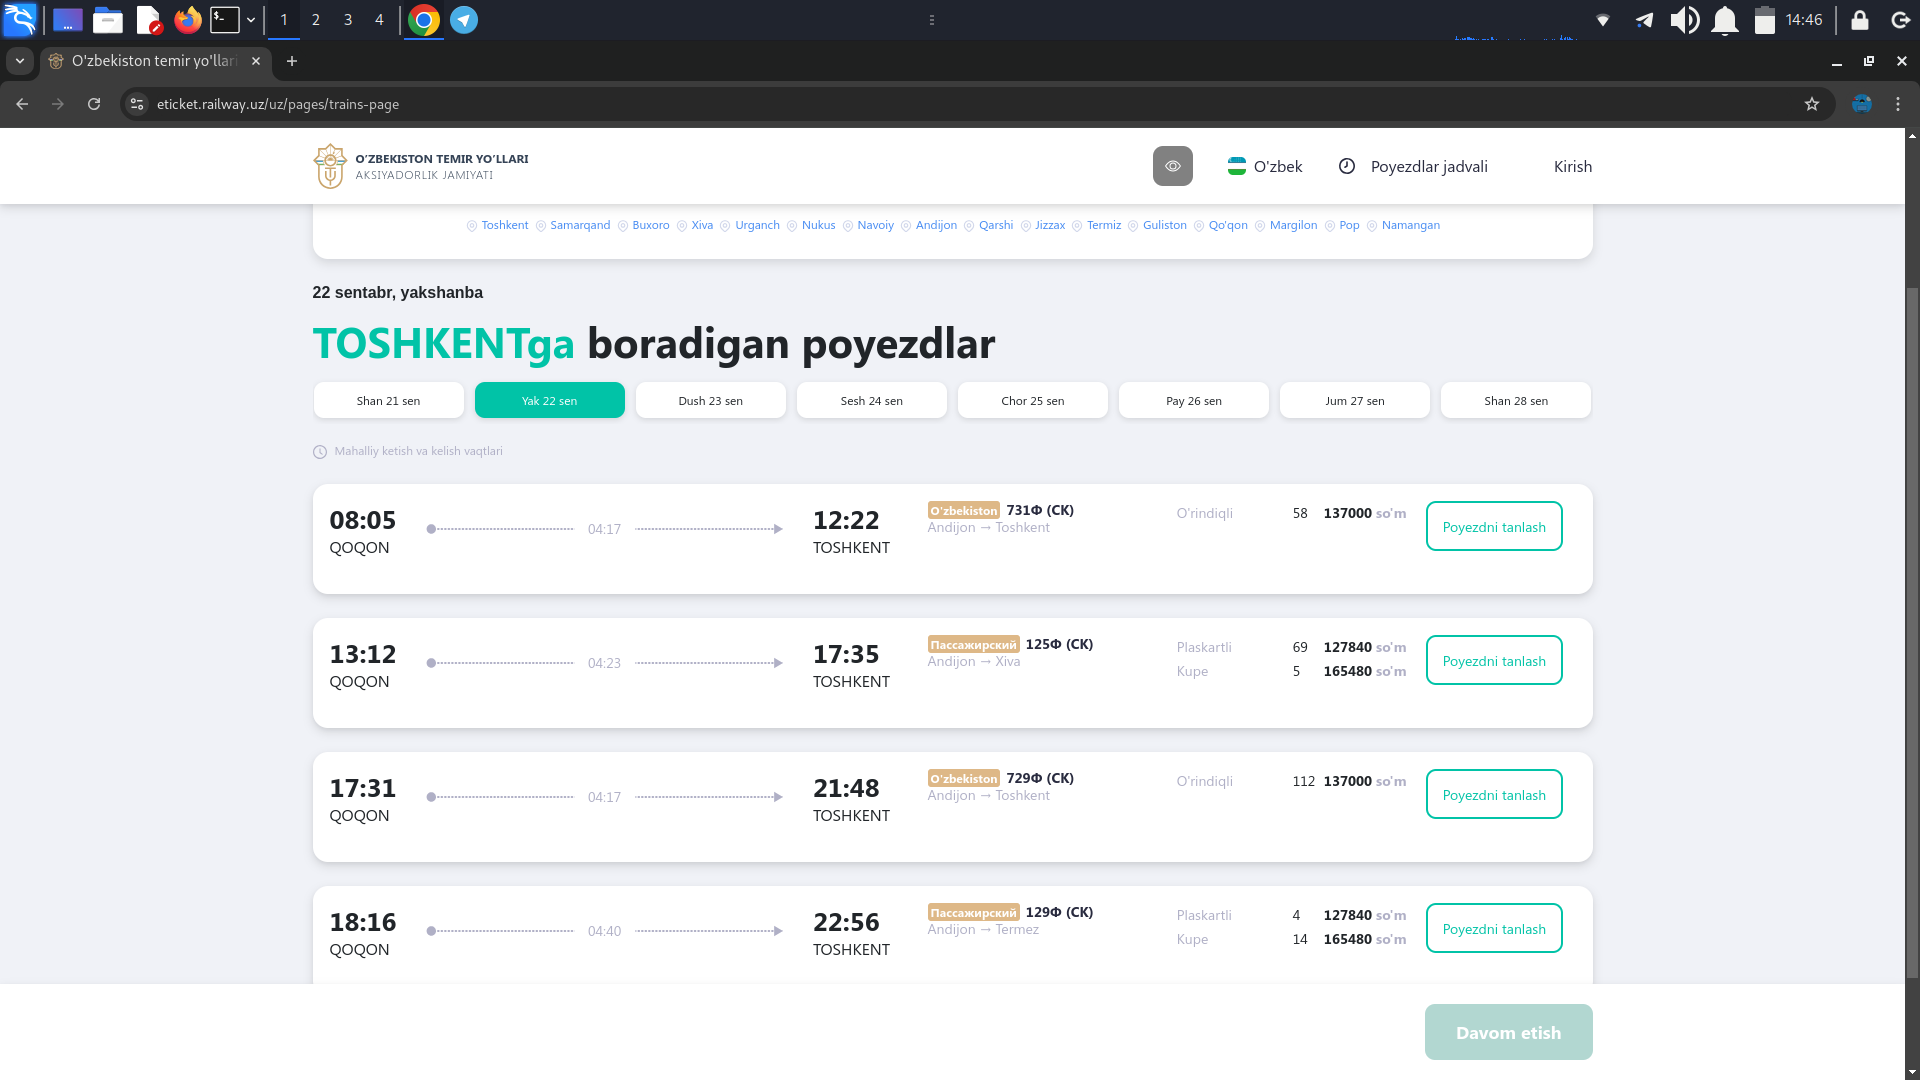 1 2 3 4 14:46
O'zbekiston temir yo'llari
eticket.railway.uz/uz/pages/trains-page
O‘ZBEKISTON TEMIR YO‘LLARI
AKSIYADORLIK JAMIYATI
O'zbek Poyezdlar jadvali Kirish
Toshkent Samarqand Buxoro Xiva Urganch Nukus Navoiy Andijon Qarshi Jizzax Termiz Guliston Qo'qon Margilon Pop Namangan
22 sentabr, yakshanba
TOSHKENTga boradigan poyezdlar
Shan 21 sen Yak 22 sen Dush 23 sen Sesh 24 sen Chor 25 sen Pay 26 sen Jum 27 sen Shan 28 sen
Mahalliy ketish va kelish vaqtlari
08:05 04:17 12:22 O'zbekiston 731Ф (СК) O'rindiqli 58 137000 so'm Poyezdni tanlash
QOQON TOSHKENT Andijon → Toshkent
13:12 04:23 17:35 Пассажирский 125Ф (СК) Plaskartli 69 127840 so'm Poyezdni tanlash
QOQON TOSHKENT Andijon → Xiva Kupe 5 165480 so'm
17:31 04:17 21:48 O'zbekiston 729Ф (СК) O'rindiqli 112 137000 so'm Poyezdni tanlash
QOQON TOSHKENT Andijon → Toshkent
18:16 04:40 22:56 Пассажирский 129Ф (СК) Plaskartli 4 127840 so'm Poyezdni tanlash
QOQON TOSHKENT Andijon → Termez Kupe 14 165480 so'm
Davom etish